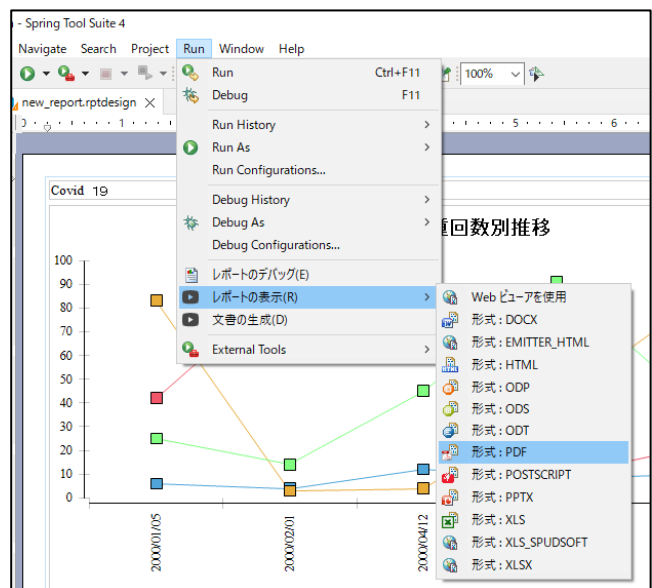 - Spring Tool Suite 4
Navigate Search Project Run Window Help
100%
new_report.rptdesign
Run Ctrl+F11
Debug F11
Run History
Run As
Run Configurations...
Debug History
Debug As
Debug Configurations...
レポートのデバッグ(E)
レポートの表示(R)
文書の生成(D)
External Tools
Web ビューアを使用
形式 : DOCX
形式 : EMITTER_HTML
形式 : HTML
形式 : ODP
形式 : ODS
形式 : ODT
形式 : PDF
形式 : POSTSCRIPT
形式 : PPTX
形式 : XLS
形式 : XLS_SPUDSOFT
形式 : XLSX
1 5 6
Covid 19
回数別推移
100
90
80
70
60
50
40
30
20
10
0
2000/01/05
2000/02/01
2000/04/12